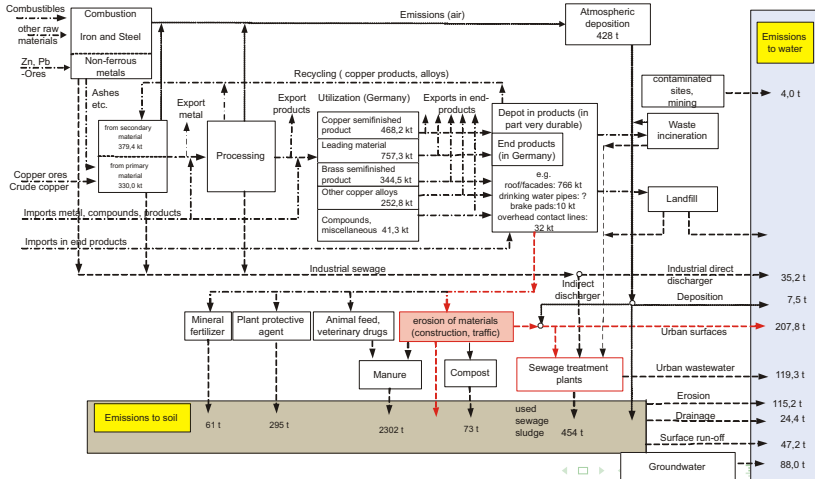 Combustibles
other raw
materials
Zn, Pb
-Ores
Combustion
Iron and Steel
Non-ferrous
metals
Emissions (air)
Atmospheric
deposition
428 t
Emissions
to water
Recycling ( copper products, alloys)
Ashes
etc.
Export
metal
Export
products
Utilization (Germany)
Exports in end-
products
contaminated
sites,
mining
4,0 t
from secondary
material
379,4 kt
from primary
material
330,0 kt
Processing
Copper semifinished
product 468,2 kt
Leading material
757,3 kt
Brass semifinished
product 344,5 kt
Other copper alloys
252,8 kt
Compounds,
miscellaneous 41,3 kt
Depot in products (in
part very durable)
End products
(in Germany)
e.g.
roof/facades: 766 kt
drinking water pipes: ?
brake pads:10 kt
overhead contact lines:
32 kt
Waste
incineration
Landfill
Copper ores
Crude copper
Imports metal, compounds, products
Imports in end products
Industrial sewage
Indirect
discharger
Industrial direct
discharger
35,2 t
Deposition
7,5 t
Mineral
fertilizer
Plant protective
agent
Animal feed,
veterinary drugs
erosion of materials
(construction, traffic)
Urban surfaces
207,8 t
Manure
Compost
Sewage treatment
plants
Urban wastewater
119,3 t
Erosion
115,2 t
Emissions to soil
61 t
295 t
2302 t
73 t
used
sewage
sludge
454 t
Drainage
24,4 t
Surface run-off
47,2 t
Groundwater
88,0 t